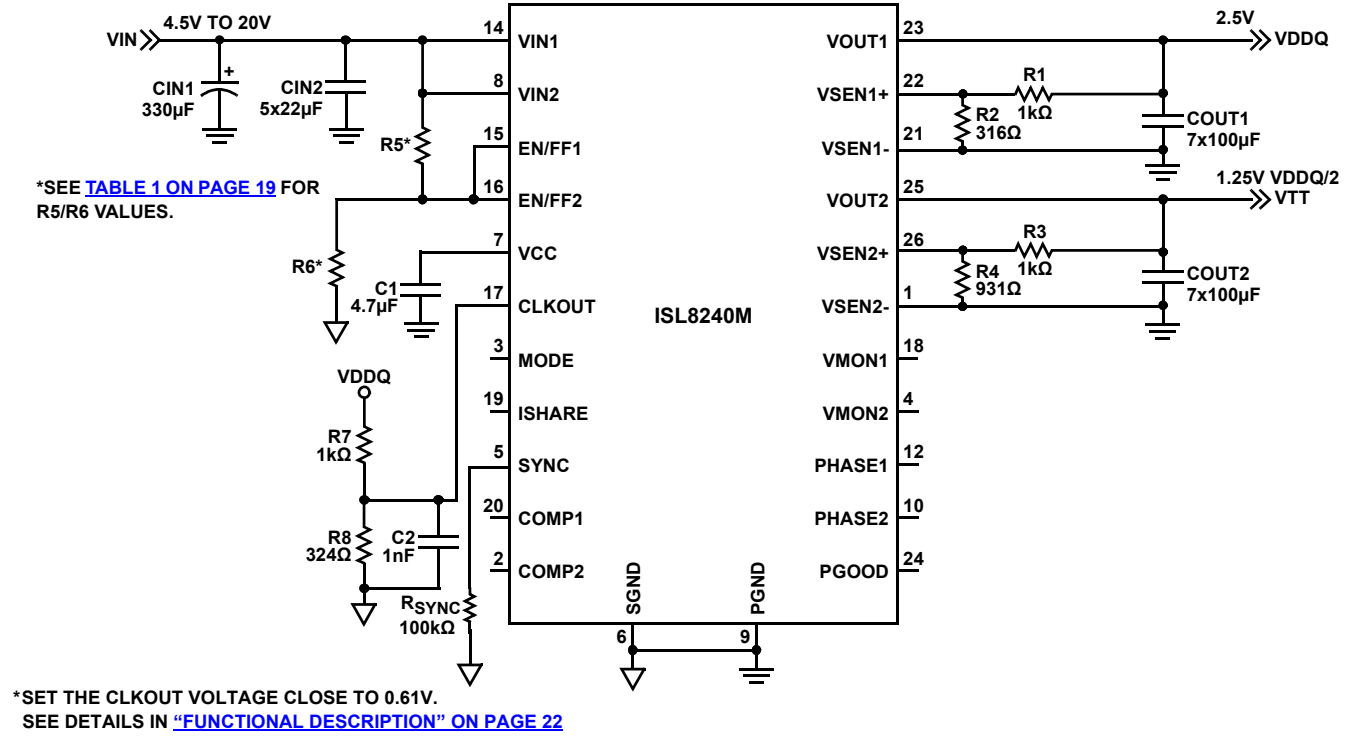 4.5V TO 20V
VIN
CIN1
330µF
+
CIN2
5x22µF
R5*
*SEE TABLE 1 ON PAGE 19 FOR
R5/R6 VALUES.
R6*
C1
4.7µF
VDDQ
R7
1kΩ
R8
324Ω
C2
1nF
RSYNC
100kΩ
14 VIN1
8 VIN2
15 EN/FF1
16 EN/FF2
7 VCC
17 CLKOUT
3 MODE
19 ISHARE
5 SYNC
20 COMP1
2 COMP2
ISL8240M
SGND
6
PGND
9
VOUT1 23
VSEN1+ 22
VSEN1- 21
VOUT2 25
VSEN2+ 26
VSEN2- 1
VMON1 18
VMON2 4
PHASE1 12
PHASE2 10
PGOOD 24
2.5V
VDDQ
R1
1kΩ
R2
316Ω
COUT1
7x100µF
1.25V VDDQ/2
VTT
R3
1kΩ
R4
931Ω
COUT2
7x100µF
*SET THE CLKOUT VOLTAGE CLOSE TO 0.61V.
SEE DETAILS IN “FUNCTIONAL DESCRIPTION” ON PAGE 22